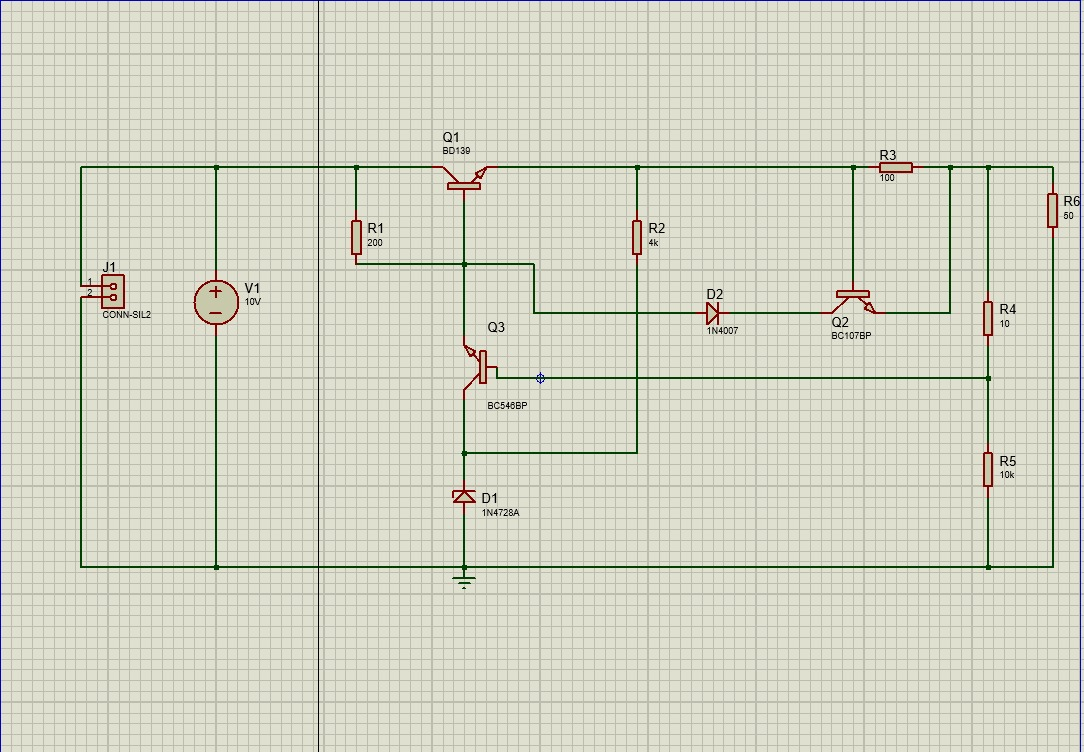 Q1
BD139
R3
100
R6
50
R1
200
R2
4k
J1
1
2
CONN-SIL2
V1
10V
D2
1N4007
Q2
BC107BP
R4
10
Q3
BC546BP
R5
10k
D1
1N4728A